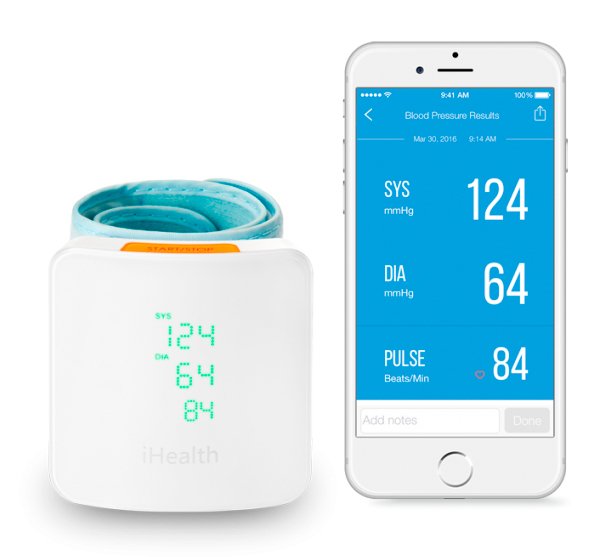 START/STOP
SYS
124
DIA
64
84
iHealth
9:41 AM 100%
Blood Pressure Results
Mar 30, 2016 9:14 AM
SYS 124
mmHg
DIA 64
mmHg
PULSE 84
Beats/Min
Add notes Done